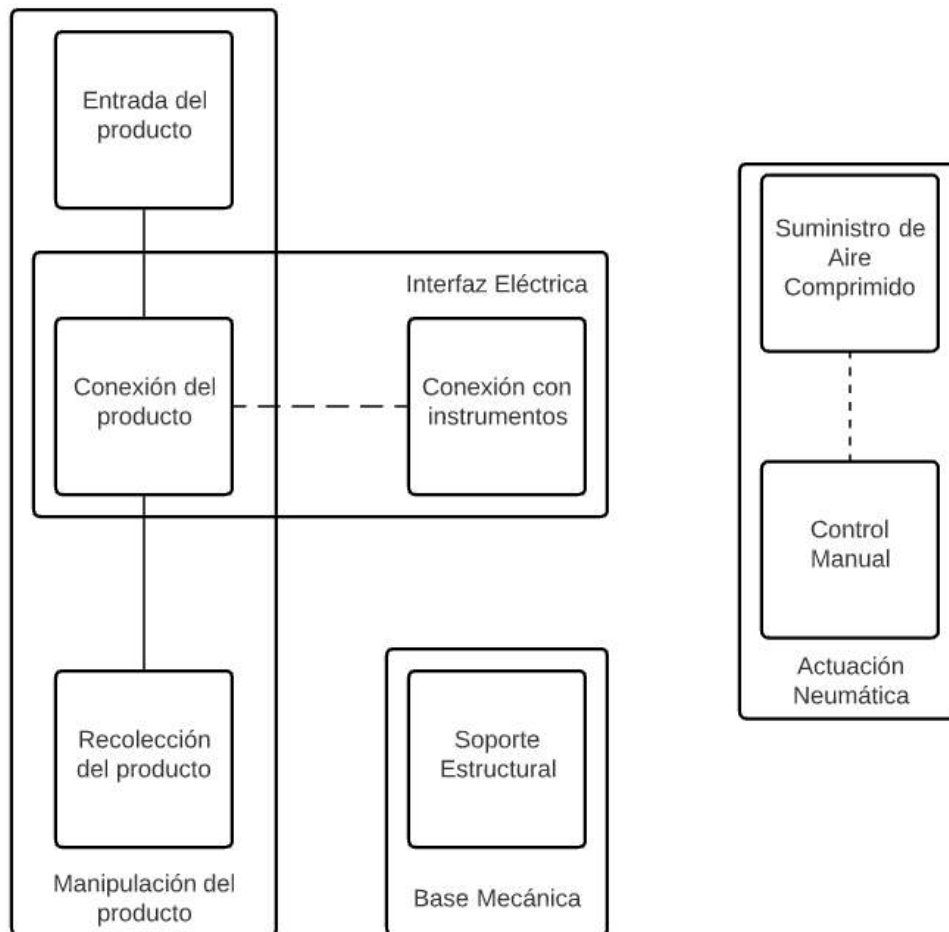 Entrada del
producto
Suministro de
Aire
Comprimido
Interfaz Eléctrica
Conexión del
producto
Conexión con
instrumentos
Control
Manual
Actuación
Neumática
Recolección
del producto
Soporte
Estructural
Manipulación del
producto
Base Mecánica